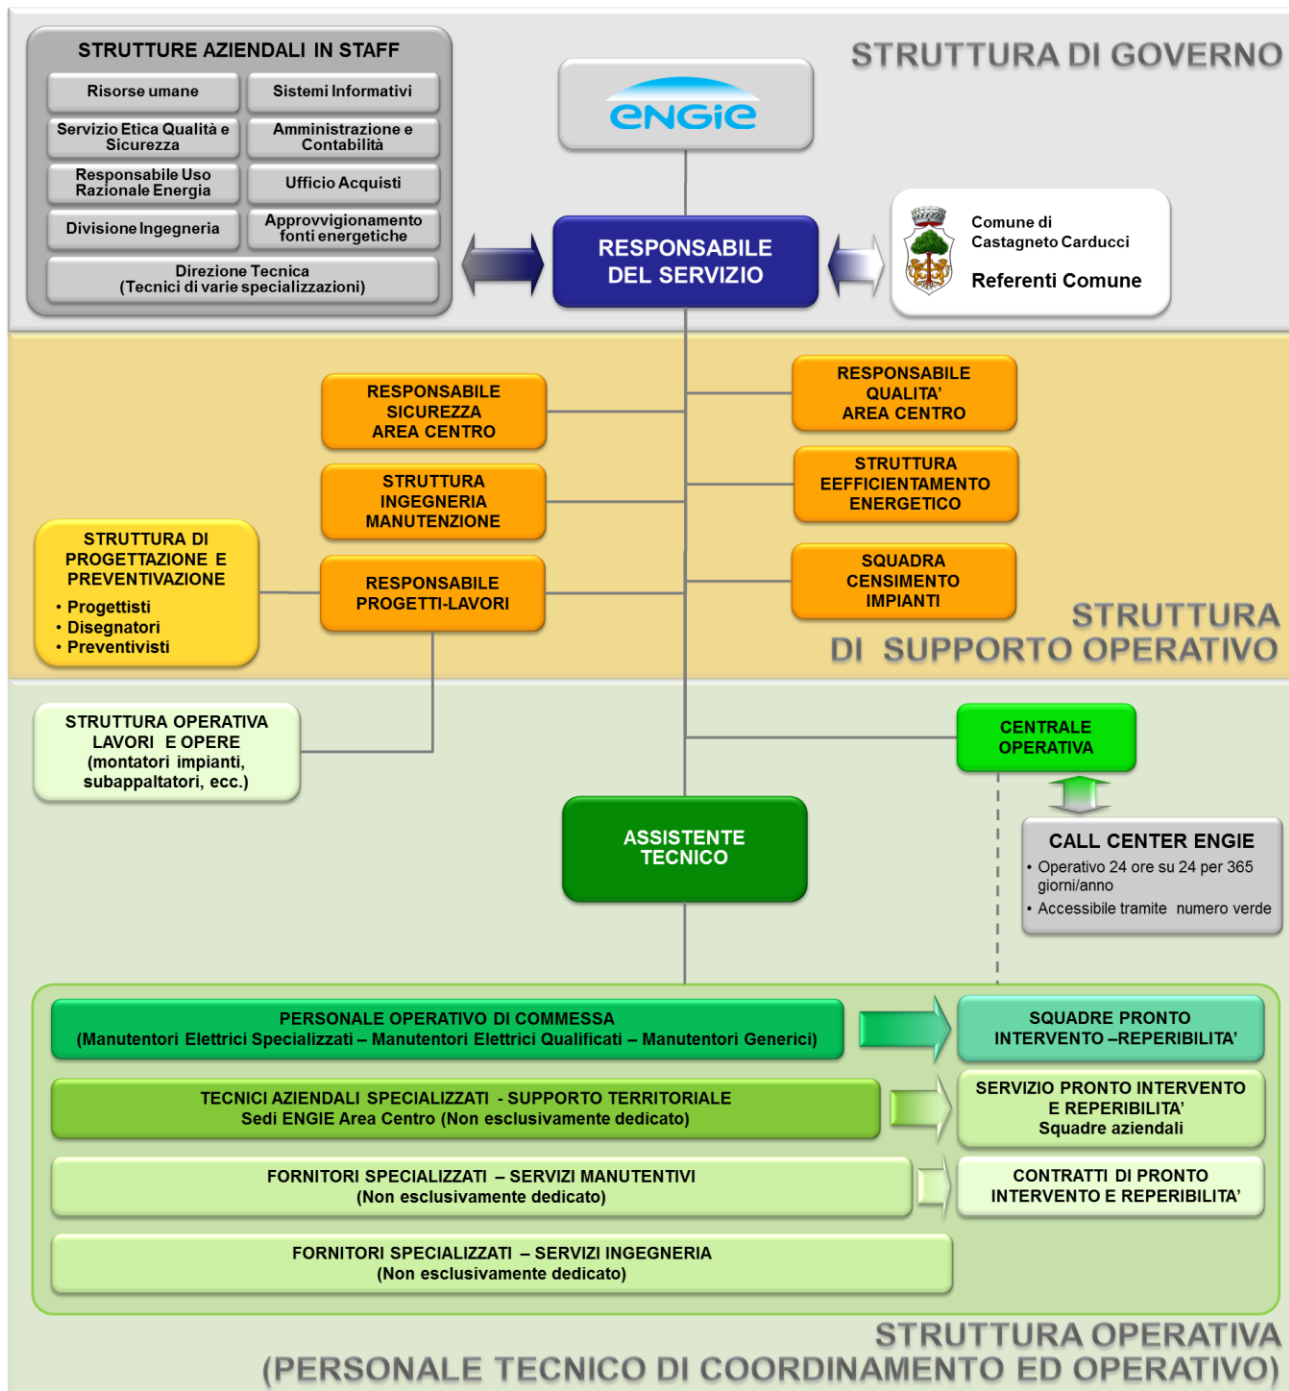 STRUTTURE AZIENDALI IN STAFF
Risorse umane
Sistemi Informativi
Servizio Etica Qualità e
Sicurezza
Amministrazione e
Contabilità
Responsabile Uso
Razionale Energia
Ufficio Acquisti
Divisione Ingegneria
Approvvigionamento
fonti energetiche
Direzione Tecnica
(Tecnici di varie specializzazioni)
STRUTTURA DI GOVERNO
ENGIE
RESPONSABILE
DEL SERVIZIO
Comune di
Castagneto Carducci
Referenti Comune
RESPONSABILE
SICUREZZA
AREA CENTRO
RESPONSABILE
QUALITA’
AREA CENTRO
STRUTTURA
INGEGNERIA
MANUTENZIONE
STRUTTURA
EEFFICIENTAMENTO
ENERGETICO
STRUTTURA DI
PROGETTAZIONE E
PREVENTIVAZIONE
• Progettisti
• Disegnatori
• Preventivisti
RESPONSABILE
PROGETTI-LAVORI
SQUADRA
CENSIMENTO
IMPIANTI
STRUTTURA
DI SUPPORTO OPERATIVO
STRUTTURA OPERATIVA
LAVORI E OPERE
(montatori impianti,
subappaltatori, ecc.)
CENTRALE
OPERATIVA
ASSISTENTE
TECNICO
CALL CENTER ENGIE
• Operativo 24 ore su 24 per 365
giorni/anno
• Accessibile tramite numero verde
PERSONALE OPERATIVO DI COMMESSA
(Manutentori Elettrici Specializzati – Manutentori Elettrici Qualificati – Manutentori Generici)
SQUADRE PRONTO
INTERVENTO –REPERIBILITA’
TECNICI AZIENDALI SPECIALIZZATI - SUPPORTO TERRITORIALE
Sedi ENGIE Area Centro (Non esclusivamente dedicato)
SERVIZIO PRONTO INTERVENTO
E REPERIBILITA’
Squadre aziendali
FORNITORI SPECIALIZZATI – SERVIZI MANUTENTIVI
(Non esclusivamente dedicato)
CONTRATTI DI PRONTO
INTERVENTO E REPERIBILITA’
FORNITORI SPECIALIZZATI – SERVIZI INGEGNERIA
(Non esclusivamente dedicato)
STRUTTURA OPERATIVA
(PERSONALE TECNICO DI COORDINAMENTO ED OPERATIVO)